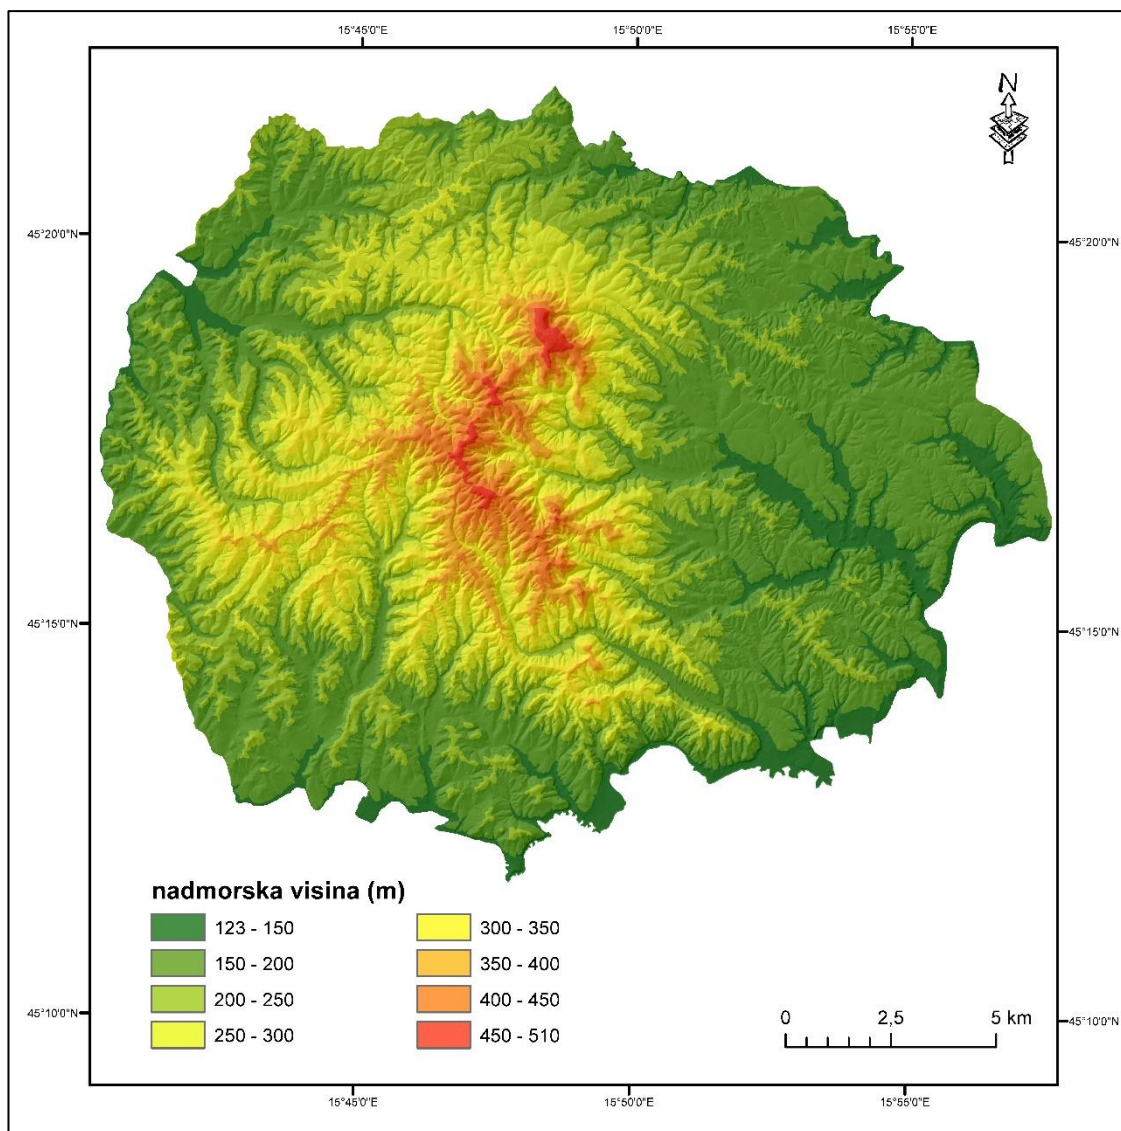 15°45'0"E
15°50'0"E
15°55'0"E
N
45°20'0"N
45°20'0"N
45°15'0"N
45°15'0"N
nadmorska visina (m)
123 - 150
150 - 200
200 - 250
250 - 300
300 - 350
350 - 400
400 - 450
450 - 510
45°10'0"N
45°10'0"N
0 2,5 5 km
15°45'0"E
15°50'0"E
15°55'0"E